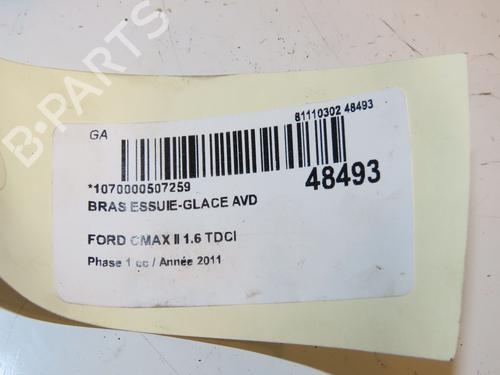 B-PARTS
GA
81110302 48493
*1070000507259
48493
BRAS ESSUIE-GLACE AVD
FORD CMAX II 1.6 TDCI
Phase 1 cc / Année 2011